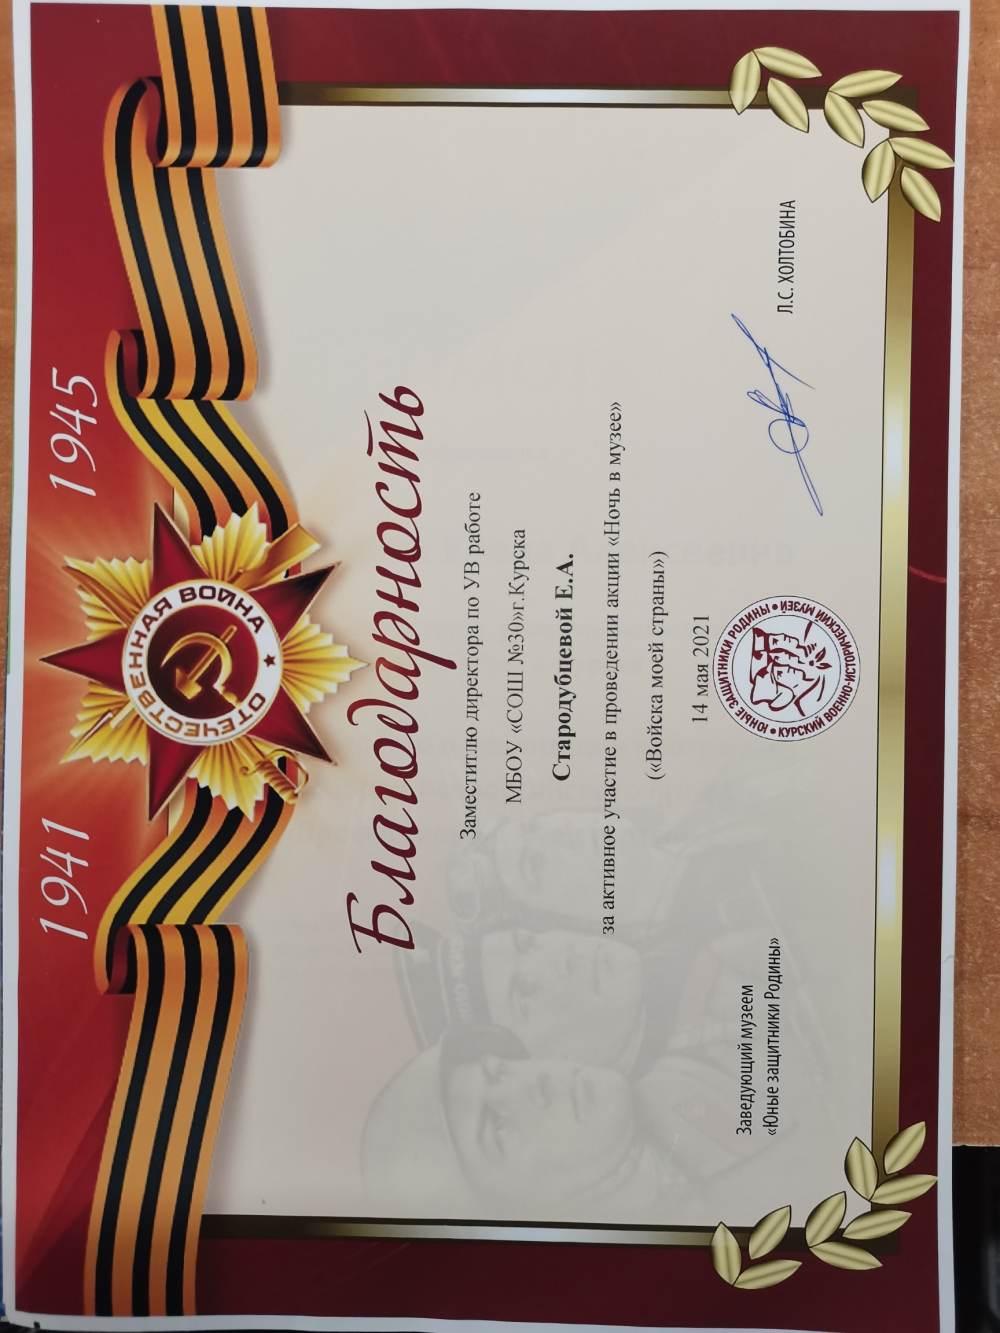 1941 1945
ОТЕЧЕСТВЕННАЯ ВОЙНА
Благодарность
Заместитлю директора по УВ работе
МБОУ «СОШ №30»г.Курска
Стародубцевой Е.А.
за активное участие в проведении акции «Ночь в музее»
(«Войска моей страны»)
14 мая 2021
Заведующий музеем
«Юные защитники Родины»
Л.С. ХОЛТОБИНА
ЮНЫЕ ЗАЩИТНИКИ РОДИНЫ • КУРСКИЙ ВОЕННО-ИСТОРИЧЕСКИЙ МУЗЕЙ •